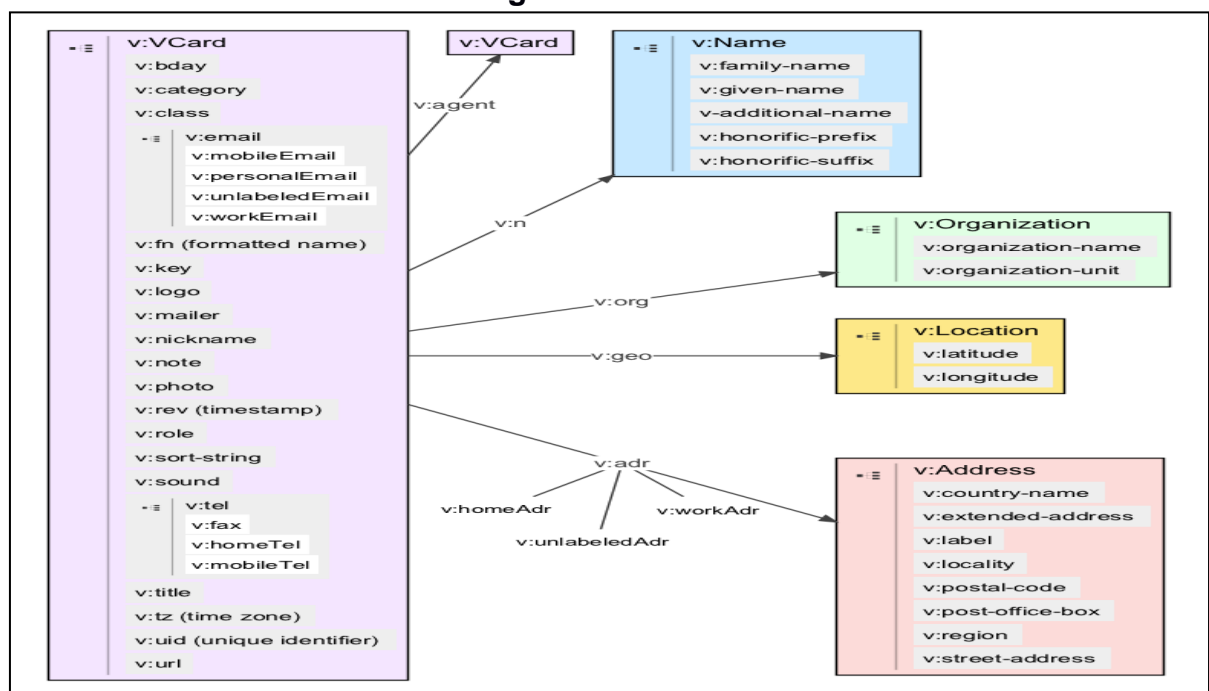 v:VCard
v:bday
v:category
v:class
v:email
v:mobileEmail
v:personalEmail
v:unlabeledEmail
v:workEmail
v:fn (formatted name)
v:key
v:logo
v:mailer
v:nickname
v:note
v:photo
v:rev (timestamp)
v:role
v:sort-string
v:sound
v:tel
v:fax
v:homeTel
v:mobileTel
v:title
v:tz (time zone)
v:uid (unique identifier)
v:url
v:agent
v:VCard
v:n
v:Name
v:family-name
v:given-name
v-additional-name
v:honorific-prefix
v:honorific-suffix
v:org
v:Organization
v:organization-name
v:organization-unit
v:geo
v:Location
v:latitude
v:longitude
v:adr
v:homeAdr
v:workAdr
v:unlabeledAdr
v:Address
v:country-name
v:extended-address
v:label
v:locality
v:postal-code
v:post-office-box
v:region
v:street-address